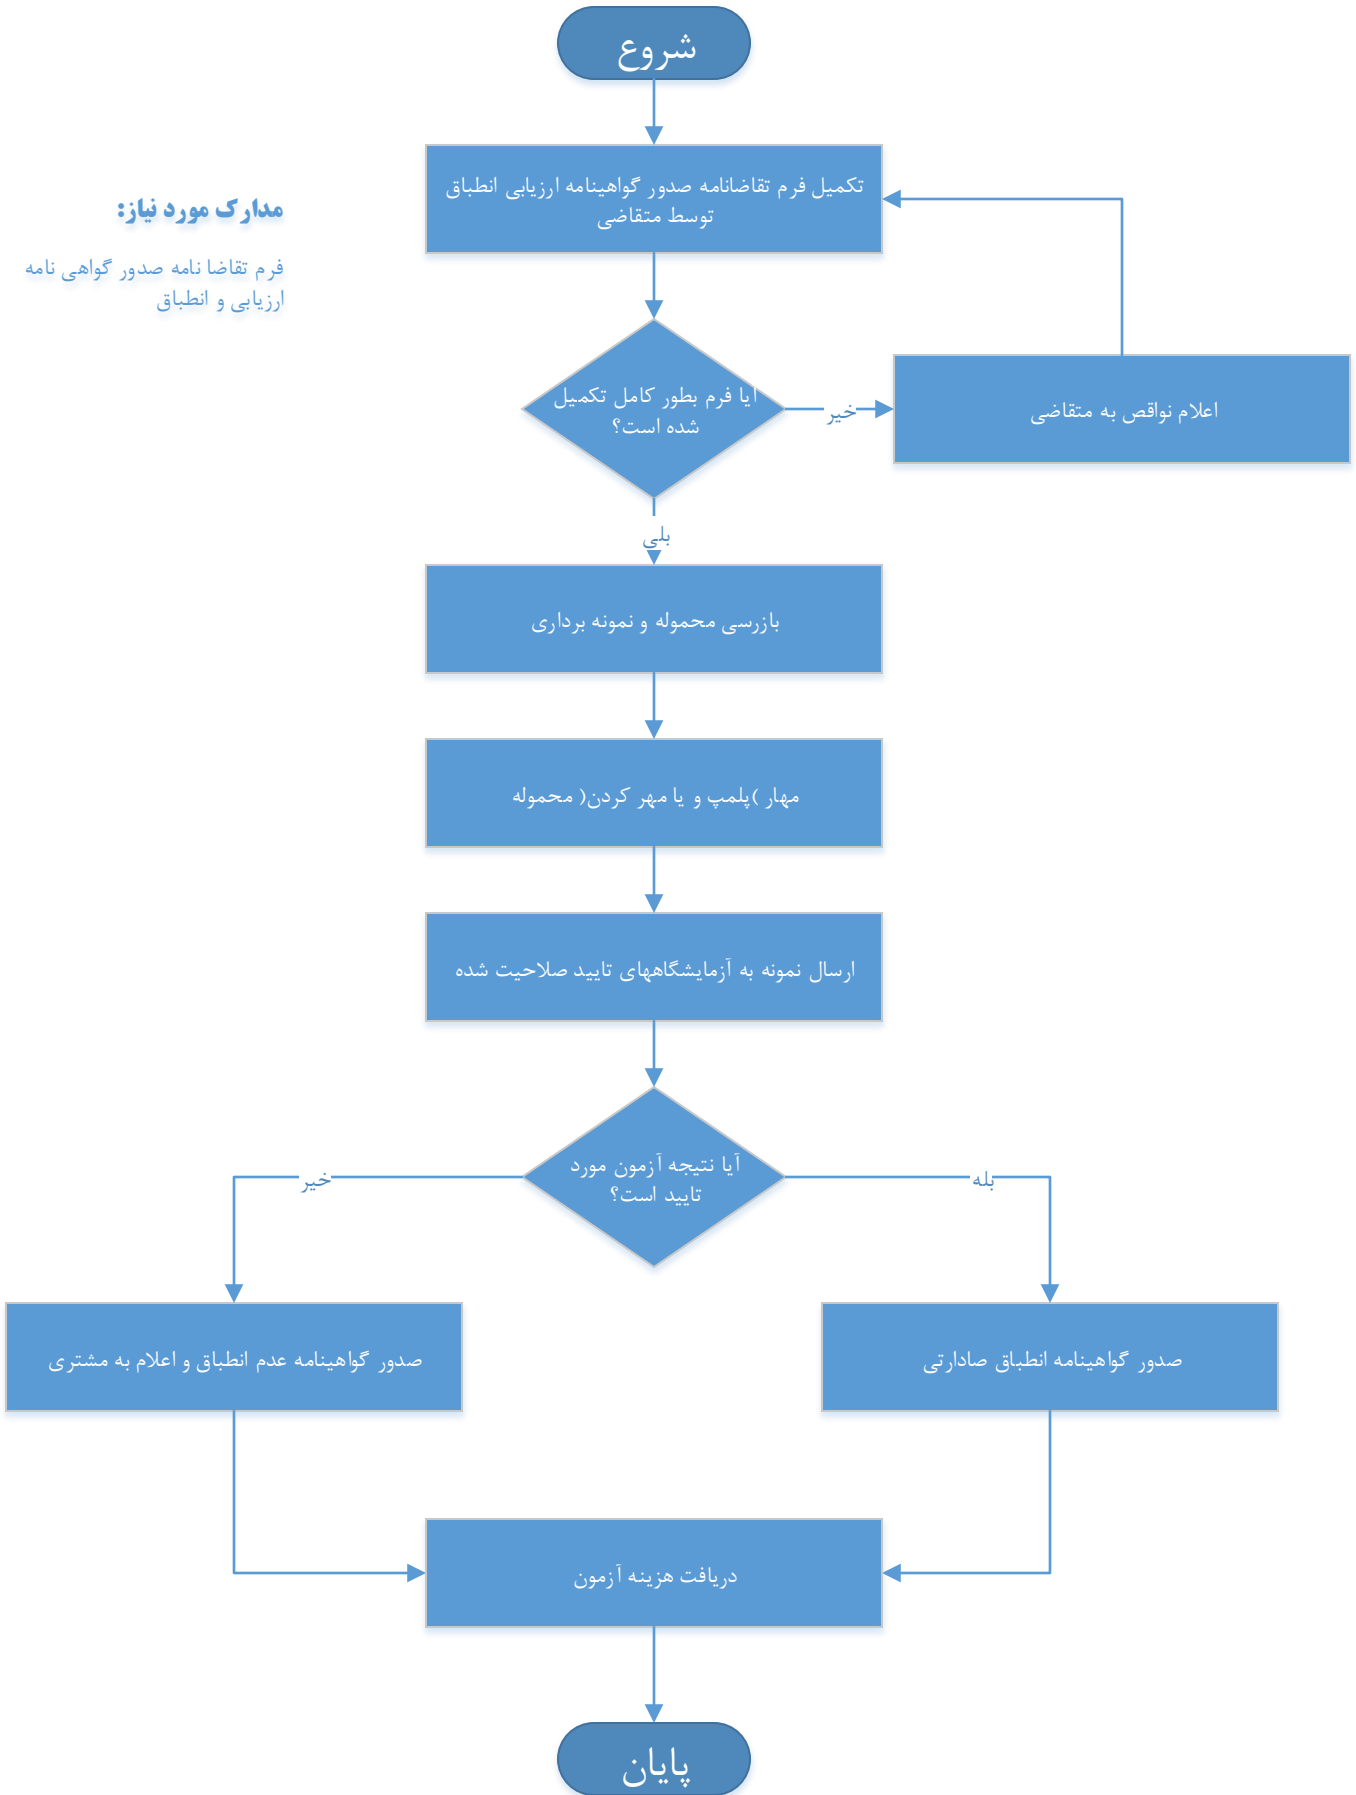 شروع
تکمیل فرم تقاضانامه صدور گواهینامه ارزیابی انطباق
توسط متقاضی
مدارک مورد نیاز:
فرم تقاضا نامه صدور گواهی نامه
ارزیابی و انطباق
آیا فرم بطور کامل تکمیل
شده است؟
خیر
اعلام نواقص به متقاضی
بلی
بازرسی محموله و نمونه برداری
مهار )پلمپ و یا مهر کردن( محموله
ارسال نمونه به آزمایشگاههای تایید صلاحیت شده
آیا نتیجه آزمون مورد
تایید است؟
بله
خیر
صدور گواهینامه انطباق صادارتی
صدور گواهینامه عدم انطباق و اعلام به مشتری
دریافت هزینه آزمون
پایان